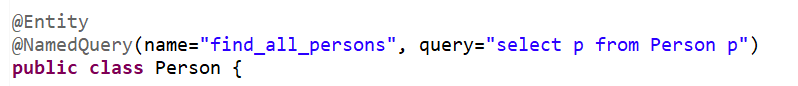 @Entity
@NamedQuery(name="find_all_persons", query="select p from Person p")
public class Person {